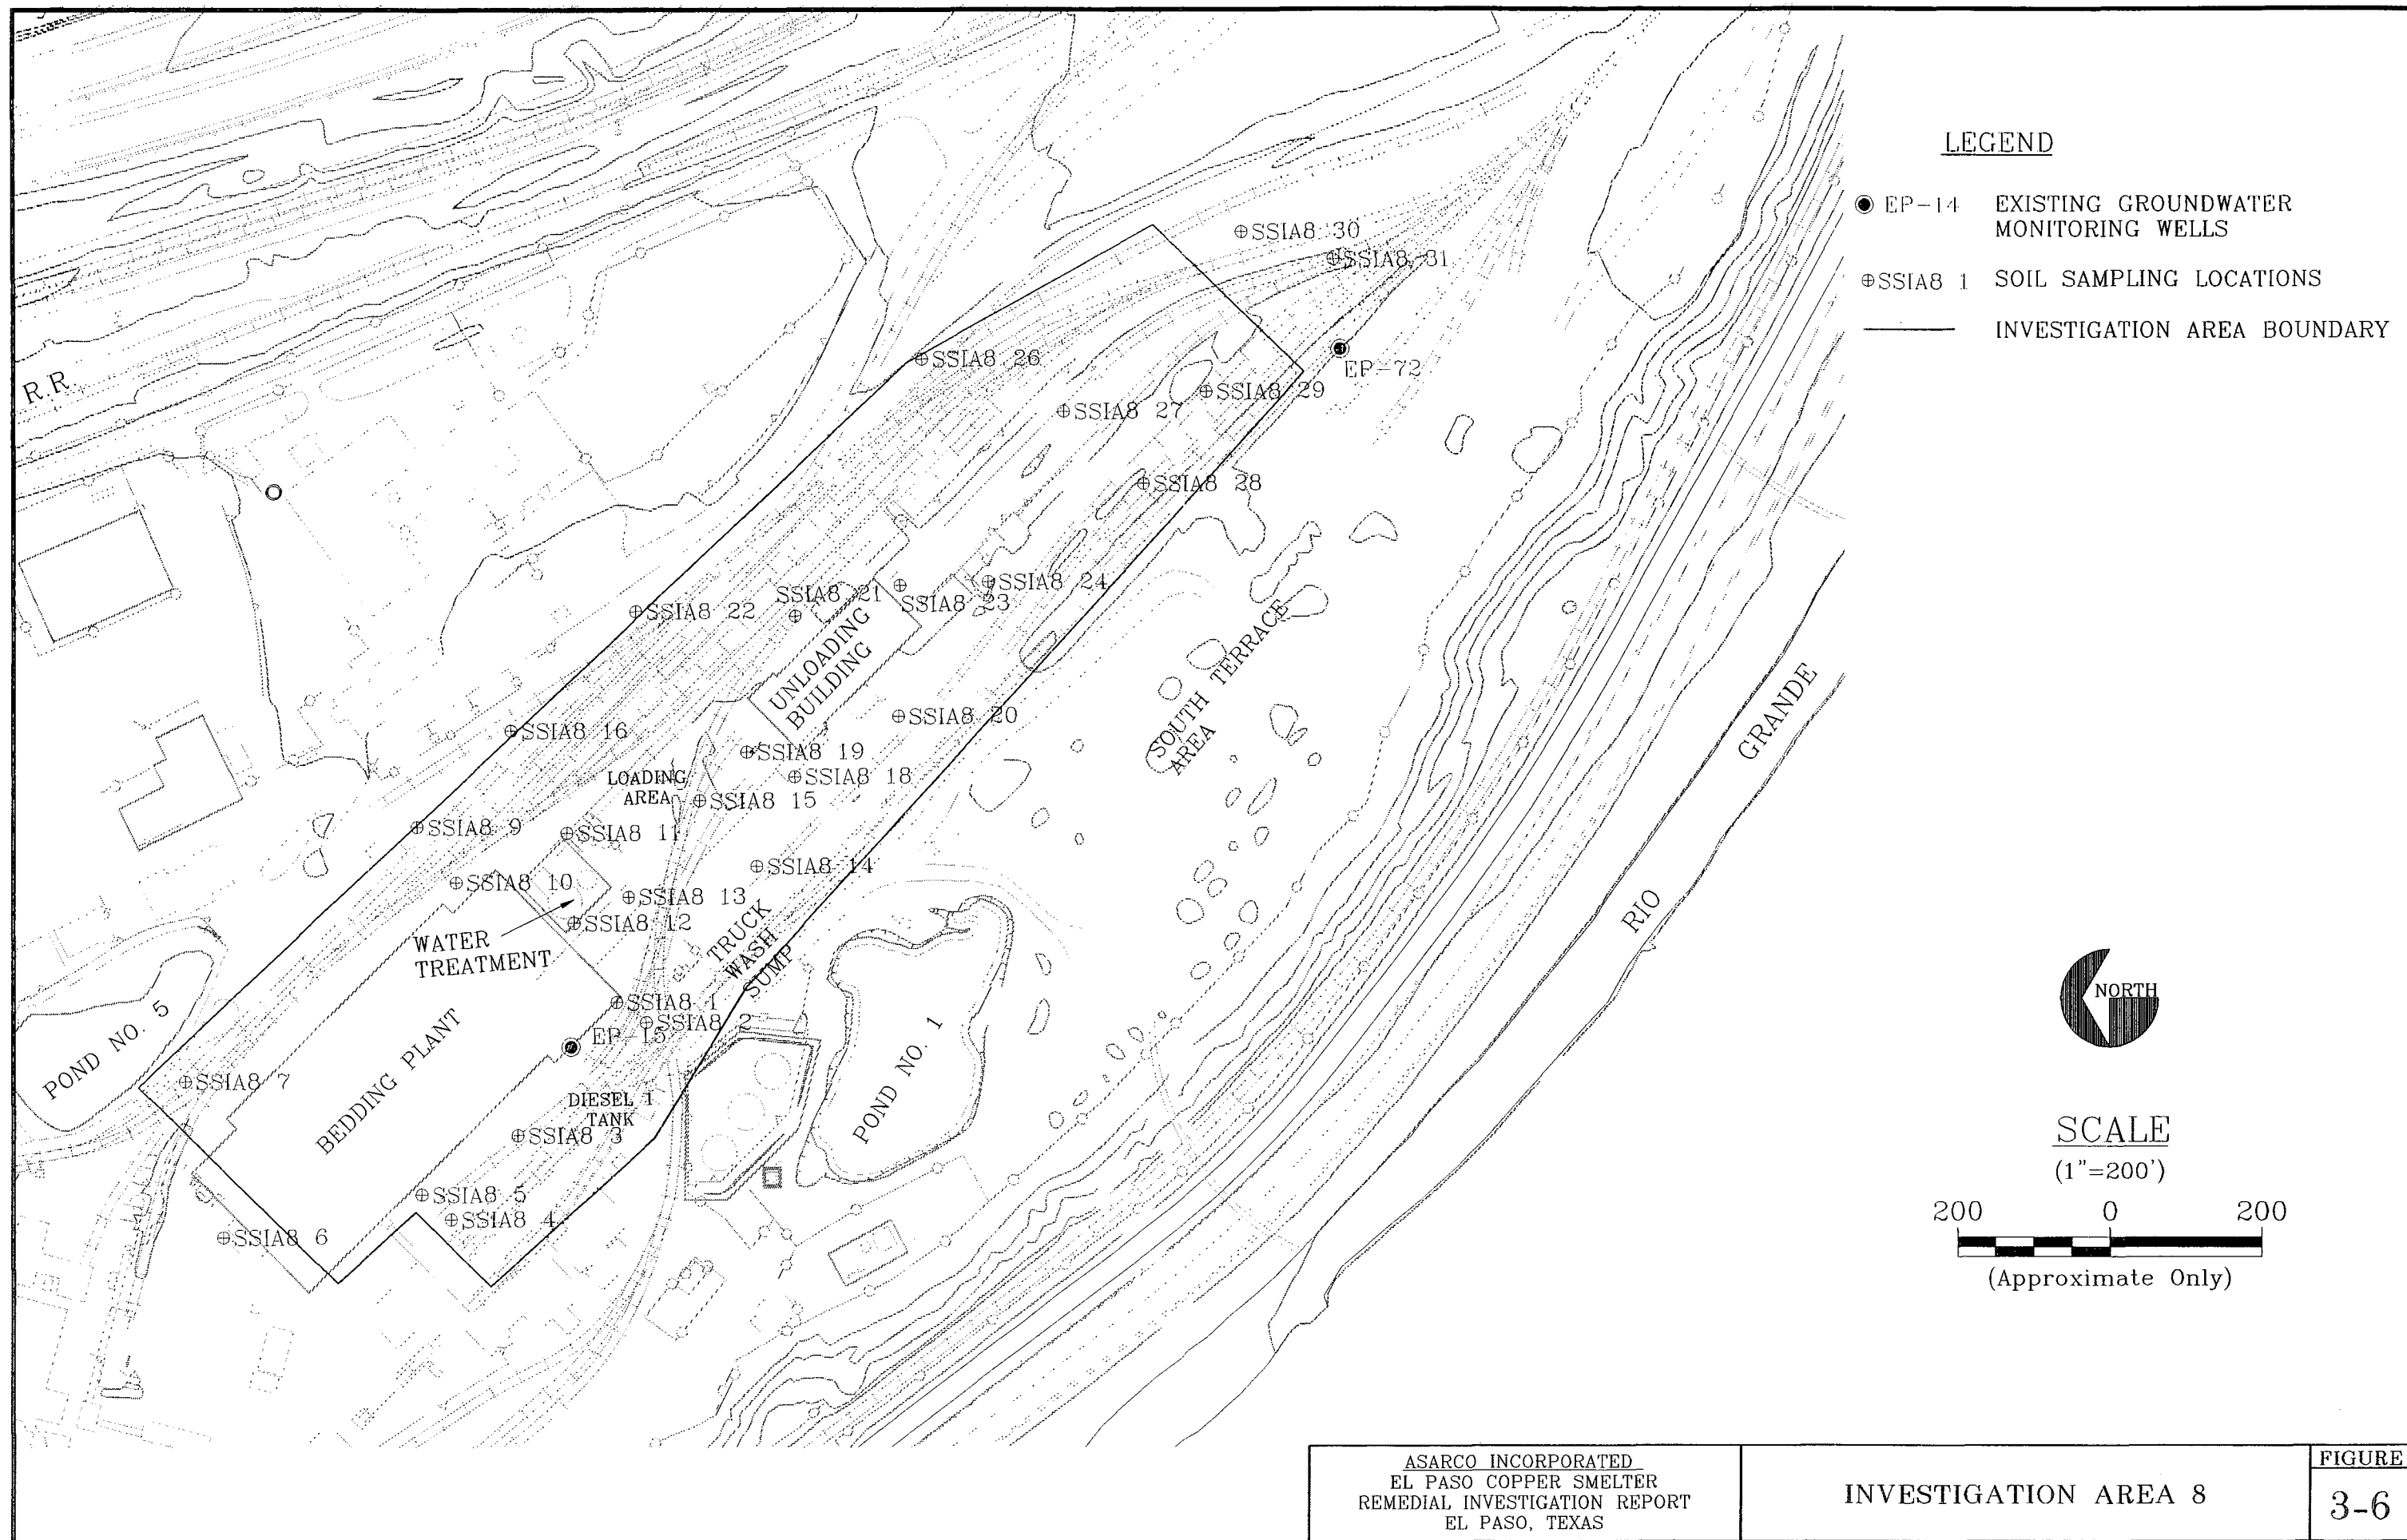 LEGEND
EP-14 EXISTING GROUNDWATER
MONITORING WELLS
SSIA8 1 SOIL SAMPLING LOCATIONS
INVESTIGATION AREA BOUNDARY
R.R
SSIA8 30
SSIA8 31
EP-72
SSIA8 26
SSIA8 29
SSIA8 27
SSIA8 28
SSIA8 24
SSIA8 21
SSIA8 23
SSIA8 22
UNLOADING
BUILDING
SOUTH TERRACE
AREA
SSIA8 20
SSIA8 16
SSIA8 19
SSIA8 18
LOADING
AREA
SSIA8 15
SSIA8 9
SSIA8 11
SSIA8 14
SSIA8 10
SSIA8 13
SSIA8 12
WATER
TREATMENT
TRUCK
WASH
SUMP
SSIA8 1
SSIA8 2
EP-15
POND NO. 5
BEDDING PLANT
POND NO. 1
SSIA8 7
DIESEL
TANK
SSIA8 3
SSIA8 5
SSIA8 4
SSIA8 6
RIO GRANDE
NORTH
SCALE
(1"=200')
200 0 200
(Approximate Only)
ASARCO INCORPORATED
EL PASO COPPER SMELTER
REMEDIAL INVESTIGATION REPORT
EL PASO, TEXAS
INVESTIGATION AREA 8
FIGURE
3-6